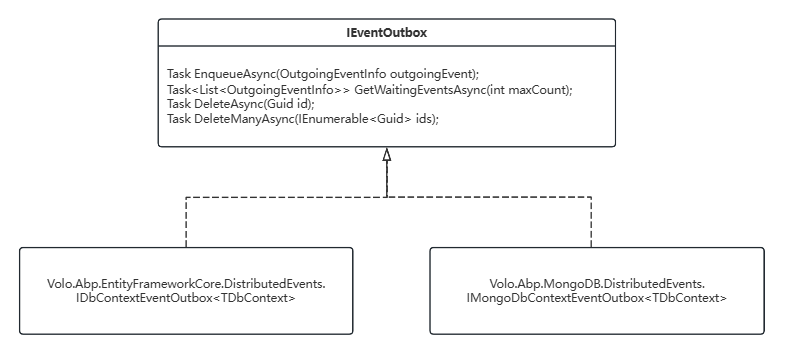 IEventOutbox
Task EnqueueAsync(OutgoingEventInfo outgoingEvent);
Task<List<OutgoingEventInfo>> GetWaitingEventsAsync(int maxCount);
Task DeleteAsync(Guid id);
Task DeleteManyAsync(IEnumerable<Guid> ids);
Volo.Abp.EntityFrameworkCore.DistributedEvents.
IDbContextEventOutbox<TDbContext>
Volo.Abp.MongoDB.DistributedEvents.
IMongoDbContextEventOutbox<TDbContext>